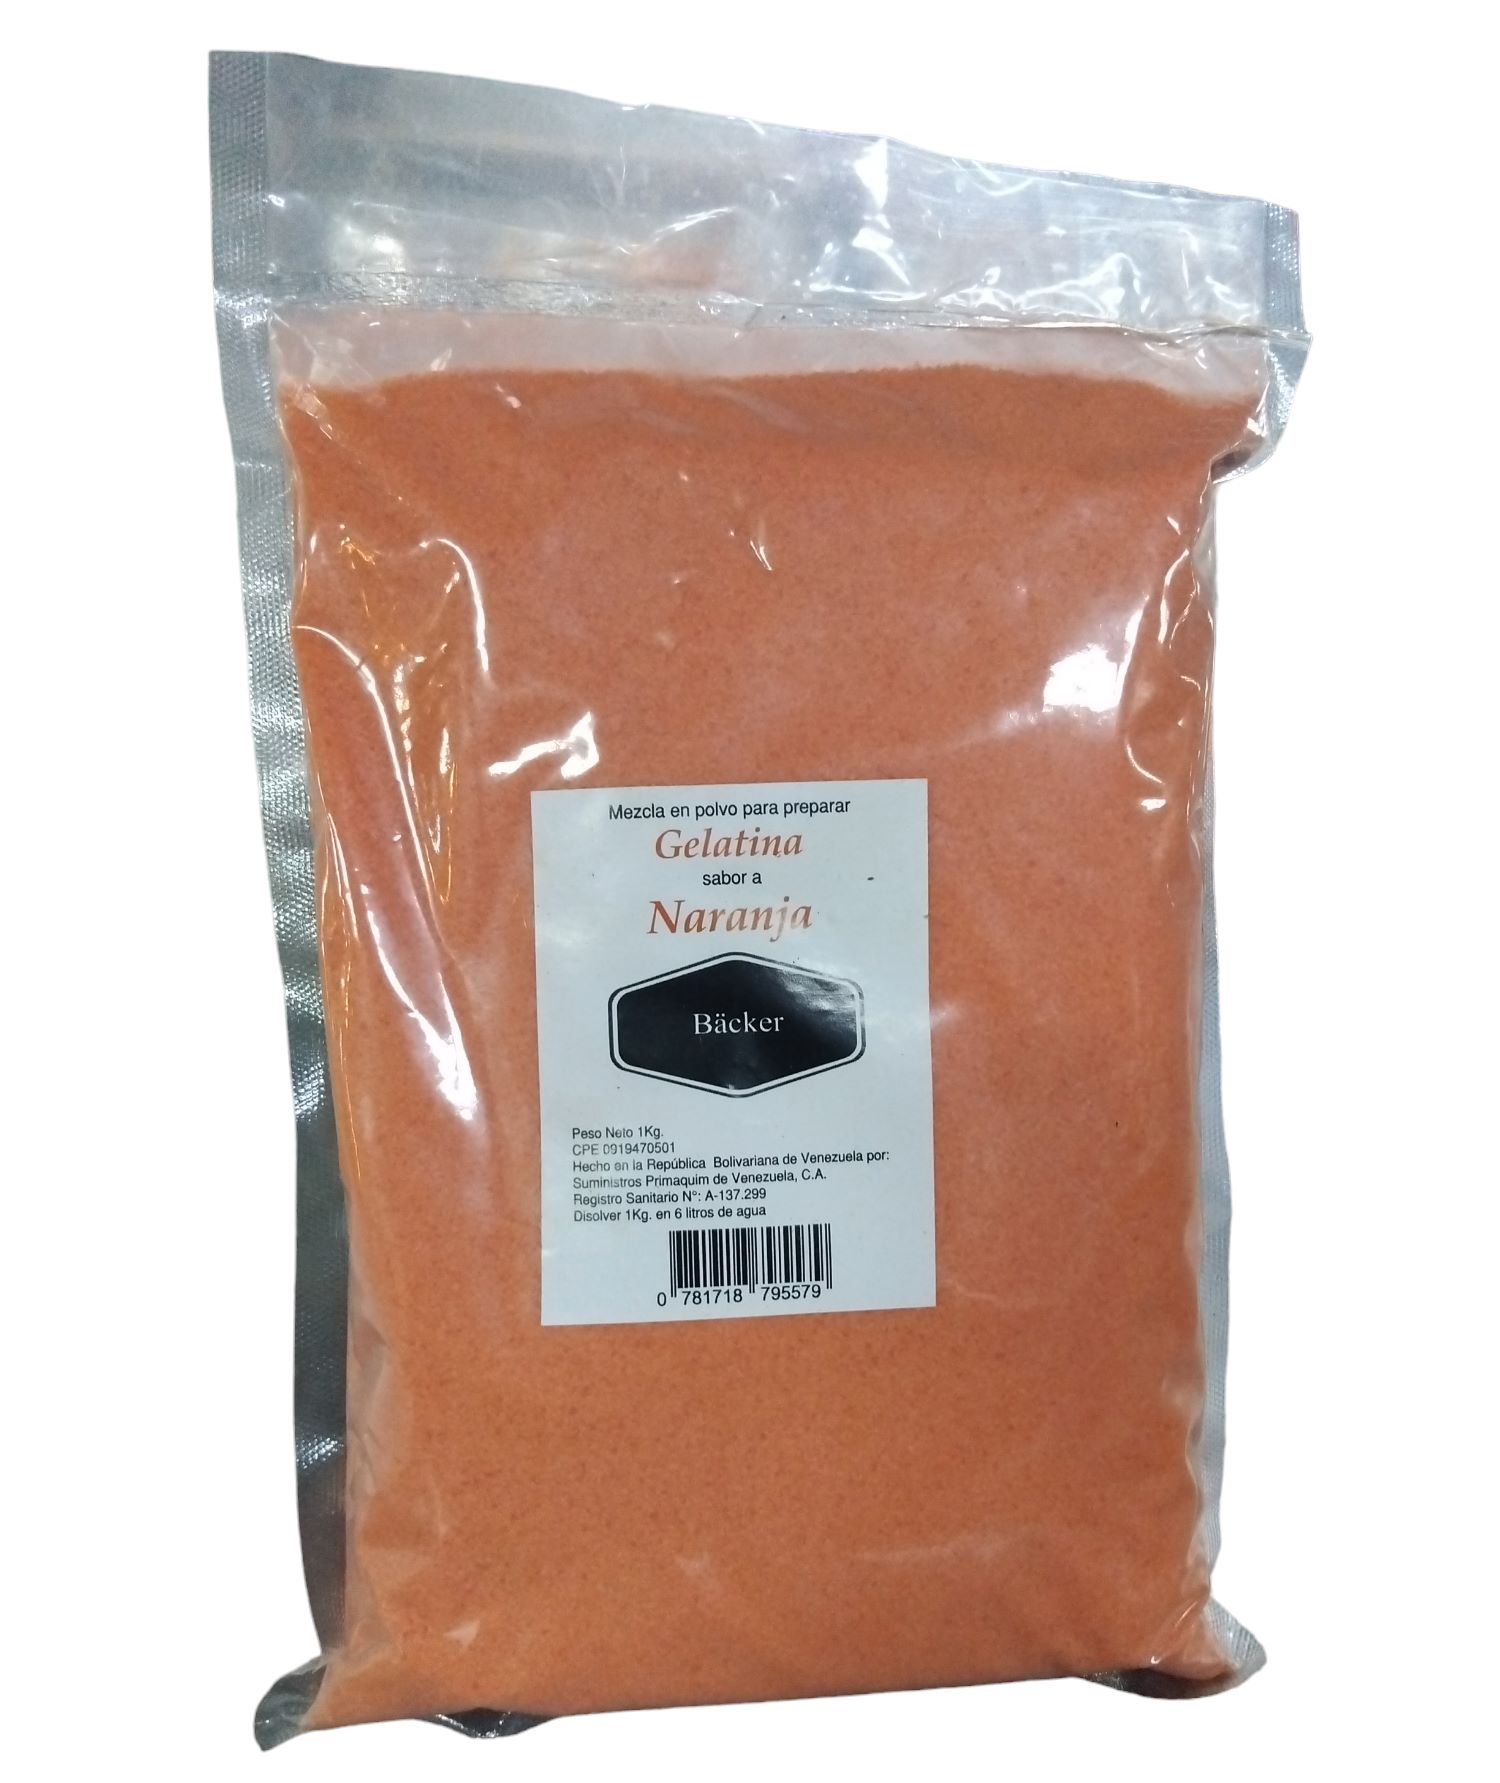 Mezcla en polvo para preparar
Gelatina
sabor a
Naranja
Bäcker
Peso Neto 1Kg.
CPE 0919470501
Hecho en la República Bolivariana de Venezuela por:
Suministros Primaquim de Venezuela, C.A.
Registro Sanitario N°: A-137.299
Disolver 1Kg. en 6 litros de agua
0 781718 795579